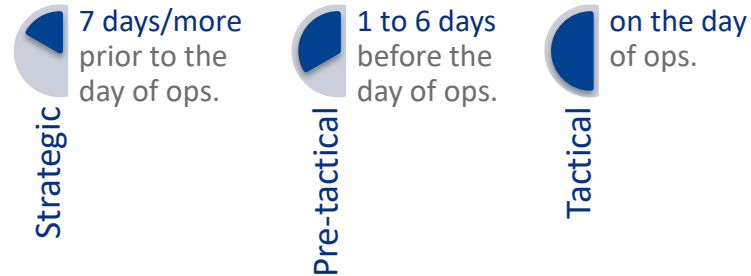 7 days/more
prior to the
day of ops.
Strategic
1 to 6 days
before the
day of ops.
Pre-tactical
on the day
of ops.
Tactical